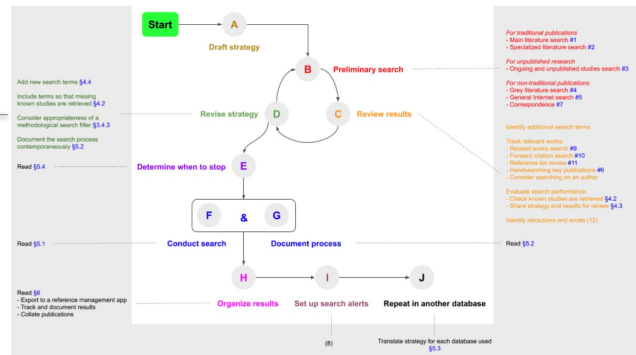 Start
A
Draft strategy
B
Preliminary search
D
C
Revise strategy
Review results
Determine when to stop
E
F
&
G
Conduct search
Document process
H
I
J
Organize results
Set up search alerts
Repeat in another database
Add new search terms §4.4
Include terms so that missing
known studies are retrieved §4.2
Consider appropriateness of a
methodological search filter §3.4.3
Document the search process
contemporaneously §5.2
Read §5.4
Read §5.1
Read §6
- Export to a reference management app
- Track and document results
- Collate publications
For traditional publications
- Main literature search #1
- Specialized literature search #2
For unpublished research
- Ongoing and unpublished studies search #3
For non-traditional publications
- Grey literature search #4
- General Internet search #5
- Correspondence #7
Identify additional search terms
Track relevant works:
- Related works search #9
- Forward citation search #10
- Reference list review #11
- Handsearching key publications #6
- Consider searching on an author
Evaluate search performance:
- Check known studies are retrieved §4.2
- Share strategy and results for review §4.3
Identify retractions and errata (12)
Read §5.2
(8)
Translate strategy for each database used
§5.3